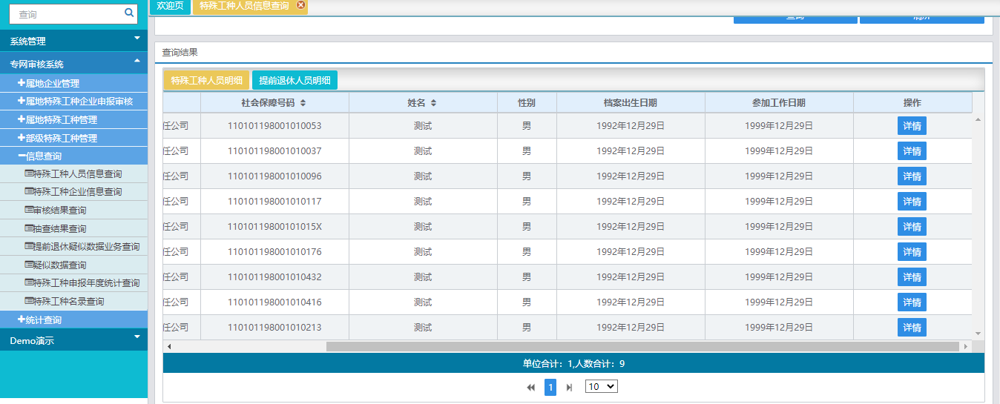 查询
系统管理
专网审核系统
属地企业管理
属地特殊工种企业申报审核
属地特殊工种管理
部级特殊工种管理
信息查询
特殊工种人员信息查询
特殊工种企业信息查询
审核结果查询
抽查结果查询
提前退休疑似数据业务查询
疑似数据查询
特殊工种申报年度统计查询
特殊工种名录查询
统计查询
Demo演示
欢迎页 特殊工种人员信息查询
查询结果
特殊工种人员明细 提前退休人员明细
社会保障号码 姓名 性别 档案出生日期 参加工作日期 操作
任公司 110101198001010053 测试 男 1992年12月29日 1999年12月29日 详情
任公司 110101198001010037 测试 男 1992年12月29日 1999年12月29日 详情
任公司 110101198001010096 测试 男 1992年12月29日 1999年12月29日 详情
任公司 110101198001010117 测试 男 1992年12月29日 1999年12月29日 详情
任公司 11010119800101015X 测试 男 1992年12月29日 1999年12月29日 详情
任公司 110101198001010176 测试 男 1992年12月29日 1999年12月29日 详情
任公司 110101198001010432 测试 男 1992年12月29日 1999年12月29日 详情
任公司 110101198001010416 测试 男 1992年12月29日 1999年12月29日 详情
任公司 110101198001010213 测试 男 1992年12月29日 1999年12月29日 详情
单位合计：1,人数合计：9
1 10